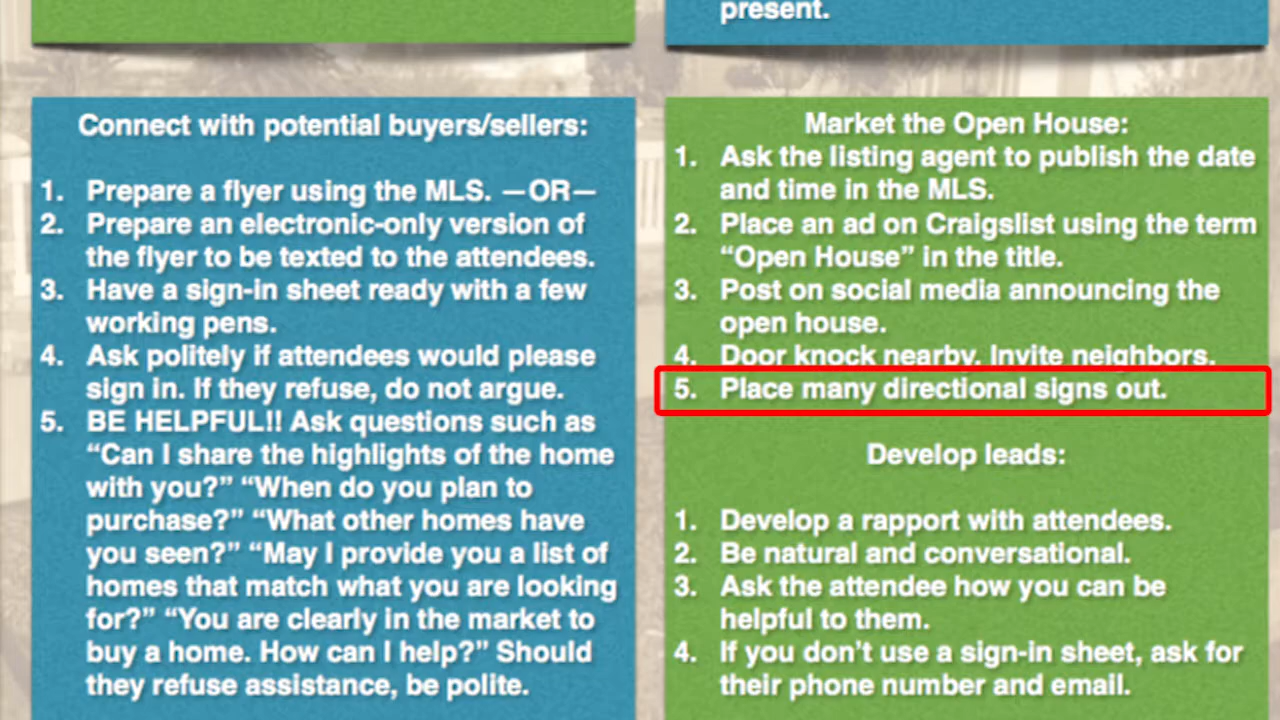 present.
Connect with potential buyers/sellers:
1. Prepare a flyer using the MLS. —OR—
2. Prepare an electronic-only version of
the flyer to be texted to the attendees.
3. Have a sign-in sheet ready with a few
working pens.
4. Ask politely if attendees would please
sign in. If they refuse, do not argue.
5. BE HELPFUL!! Ask questions such as
“Can I share the highlights of the home
with you?” “When do you plan to
purchase?” “What other homes have
you seen?” “May I provide you a list of
homes that match what you are looking
for?” “You are clearly in the market to
buy a home. How can I help?” Should
they refuse assistance, be polite.
Market the Open House:
1. Ask the listing agent to publish the date
and time in the MLS.
2. Place an ad on Craigslist using the term
“Open House” in the title.
3. Post on social media announcing the
open house.
4. Door knock nearby. Invite neighbors.
5. Place many directional signs out.
Develop leads:
1. Develop a rapport with attendees.
2. Be natural and conversational.
3. Ask the attendee how you can be
helpful to them.
4. If you don’t use a sign-in sheet, ask for
their phone number and email.